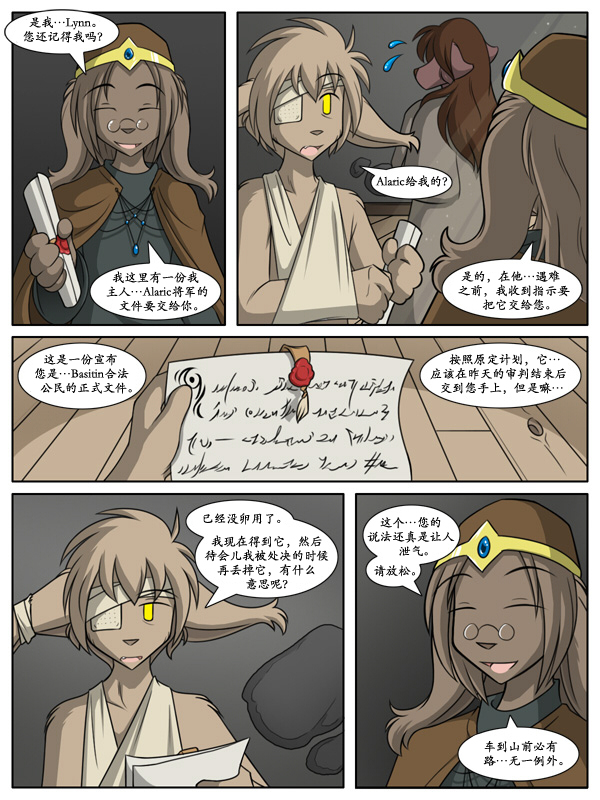 是我…Lynn。
您还记得我吗？
我这里有一份我
主人…Alaric将军的
文件要交给你。
Alaric给我的？
是的，在他…遇难
之前，我收到指示要
把它交给您。
这是一份宣布
您是…Basitin合法
公民的正式文件。
按照原定计划，它…
应该在昨天的审判结束后
交到您手上，但是嘛…
已经没卵用了。
我现在得到它，然后
待会儿我被处决的时候
再丢掉它，有什么
意思呢？
这个…您的
说法还真是让人
泄气。
请放松。
车到山前必有
路…无一例外。